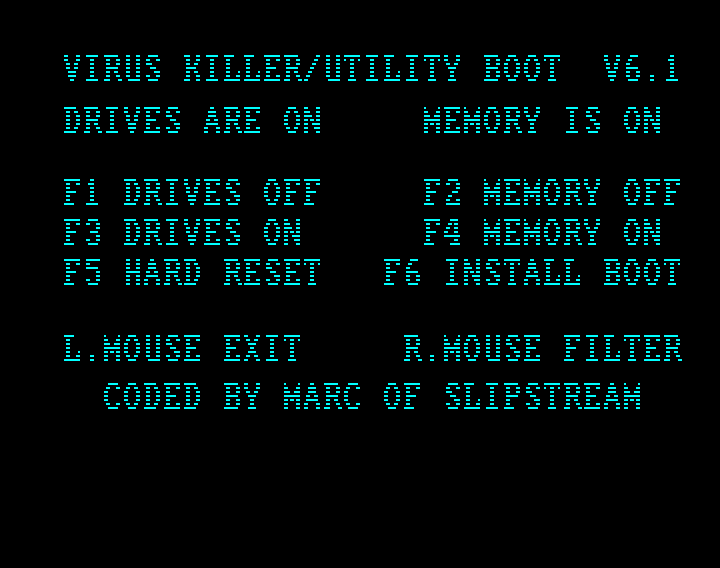 VIRUS KILLER/UTILITY BOOT V6.1
DRIVES ARE ON MEMORY IS ON
F1 DRIVES OFF F2 MEMORY OFF
F3 DRIVES ON F4 MEMORY ON
F5 HARD RESET F6 INSTALL BOOT
L.MOUSE EXIT R.MOUSE FILTER
CODED BY MARC OF SLIPSTREAM